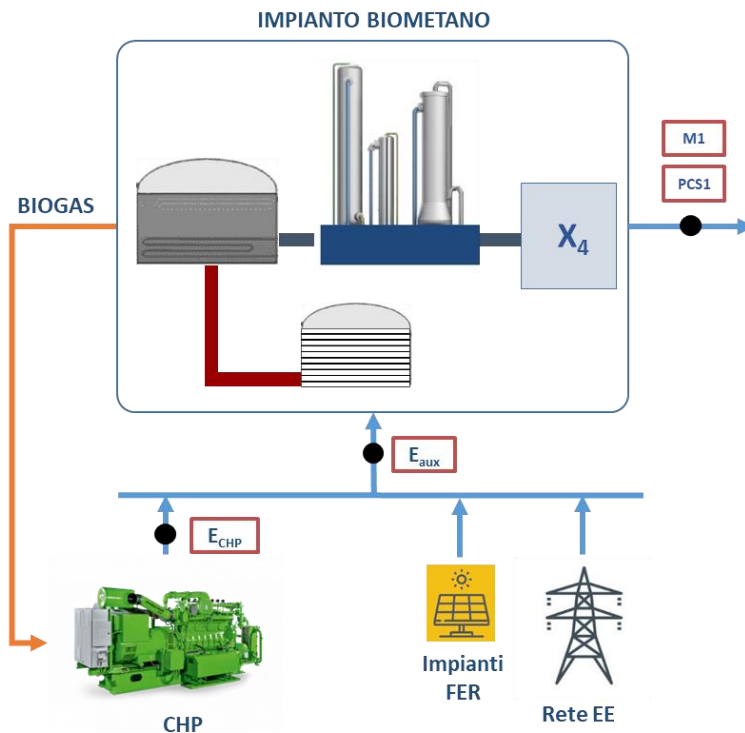 IMPIANTO BIOMETANO
M1
PCS1
BIOGAS
X4
Eaux
ECHP
CHP
Impianti
FER
Rete EE